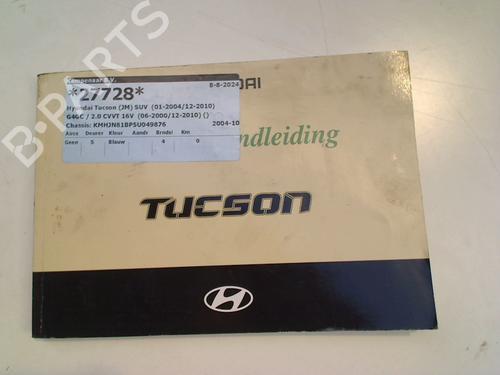 Kempenaar B.V.
8-8-2024
*27728*
Hyundai Tucson (JM) SUV (01-2004/12-2010)
G4GC / 2.0 CVVT 16V (06-2000/12-2010) ()
Chassis: KMHJN81BP5U049876
2004-10
Airco Deuren Kleur Aandr Brndst Km
Geen 5 Blauw 4 0
DAI
ndleiding
TUCSON
B-PARTS